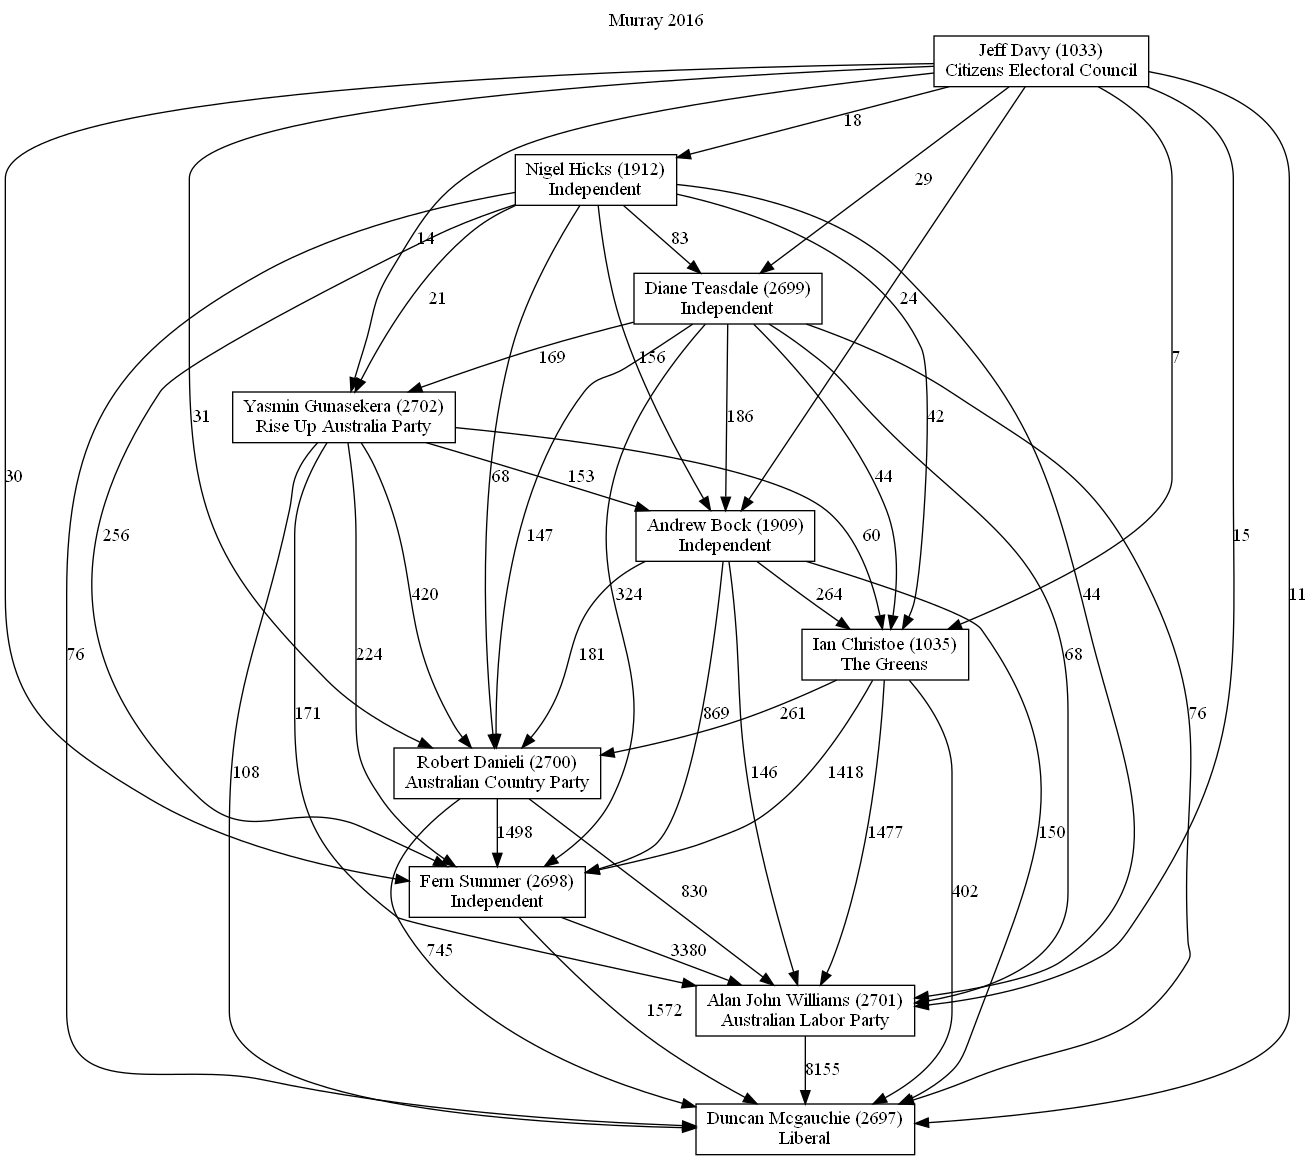 Murray 2016
Jeff Davy (1033)
Citizens Electoral Council
18
Nigel Hicks (1912)
Independent
29
14
83
21
24
Diane Teasdale (2699)
Independent
169
156
7
Yasmin Gunasekera (2702)
Rise Up Australia Party
31
186
42
30
68
153
44
Andrew Bock (1909)
Independent
256
147
60
15
420
324
264
44
11
Ian Christoe (1035)
The Greens
76
224
181
68
171
869
261
76
Robert Danieli (2700)
Australian Country Party
108
146
1418
1498
1477
150
Fern Summer (2698)
Independent
830
402
745
3380
Alan John Williams (2701)
Australian Labor Party
1572
8155
Duncan Mcgauchie (2697)
Liberal